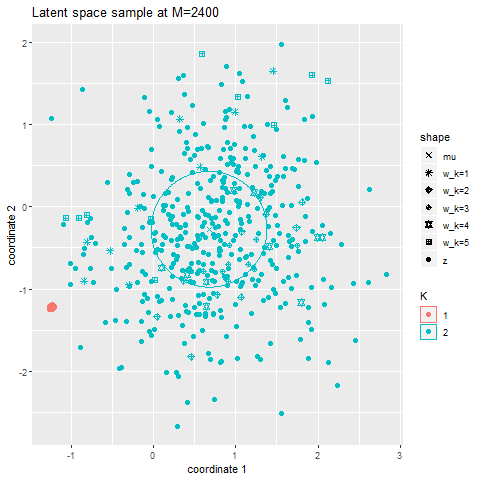 Latent space sample at M=2400
2
1
0
-1
-2
coordinate 2
-1
0
1
2
3
coordinate 1
shape
mu
w_k=1
w_k=2
w_k=3
w_k=4
w_k=5
z
K
1
2